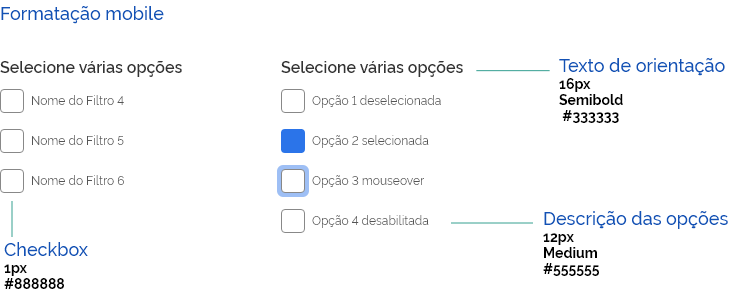 Formatação mobile
Selecione várias opções
Nome do Filtro 4
Nome do Filtro 5
Nome do Filtro 6
Checkbox
1px
#888888
Selecione várias opções
Opção 1 deselecionada
Opção 2 selecionada
Opção 3 mouseover
Opção 4 desabilitada
Texto de orientação
16px
Semibold
#333333
Descrição das opções
12px
Medium
#555555